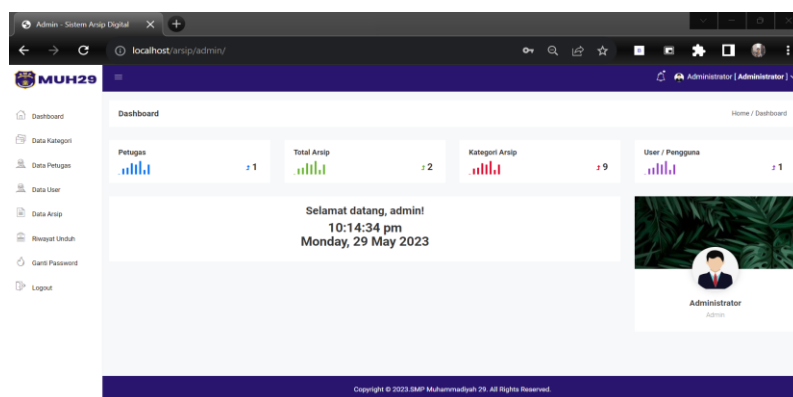 Admin - Sistem Arsip Digital
localhost/arsip/admin/
MUH29
Administrator [ Administrator ]
Dashboard
Data Kategori
Data Petugas
Data User
Data Arsip
Riwayat Unduh
Ganti Password
Logout
Dashboard
Home / Dashboard
Petugas
1
Total Arsip
2
Kategori Arsip
9
User / Pengguna
1
Selamat datang, admin!
10:14:34 pm
Monday, 29 May 2023
Administrator
Admin
Copyright © 2023.SMP Muhammadiyah 29. All Rights Reserved.